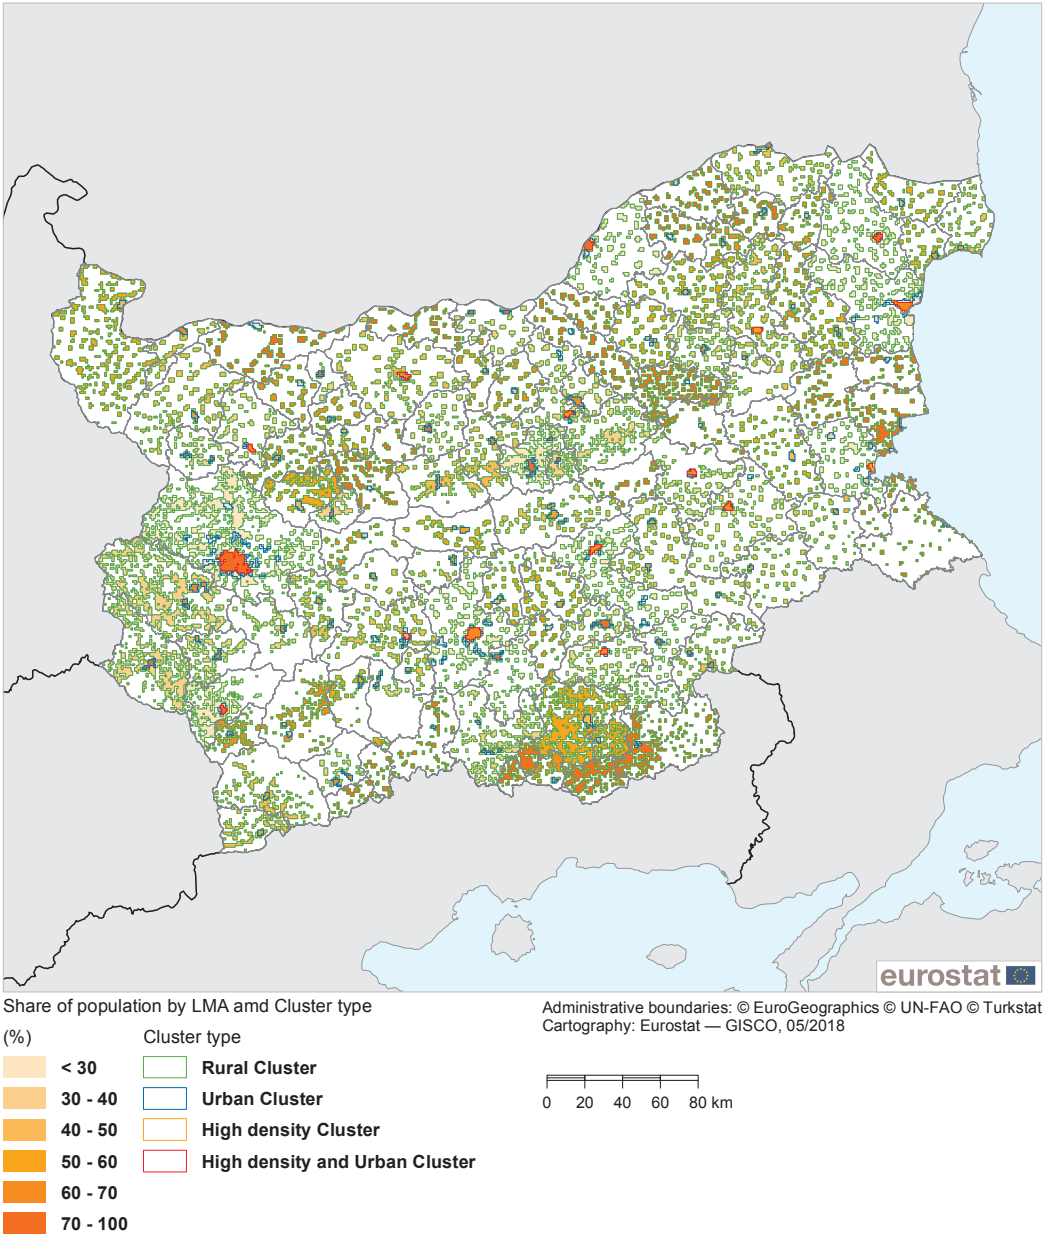 eurostat
Share of population by LMA amd Cluster type
Administrative boundaries: © EuroGeographics © UN-FAO © Turkstat
Cartography: Eurostat — GISCO, 05/2018
(%)
Cluster type
< 30
Rural Cluster
30 - 40
Urban Cluster
40 - 50
High density Cluster
50 - 60
High density and Urban Cluster
60 - 70
70 - 100
0 20 40 60 80 km